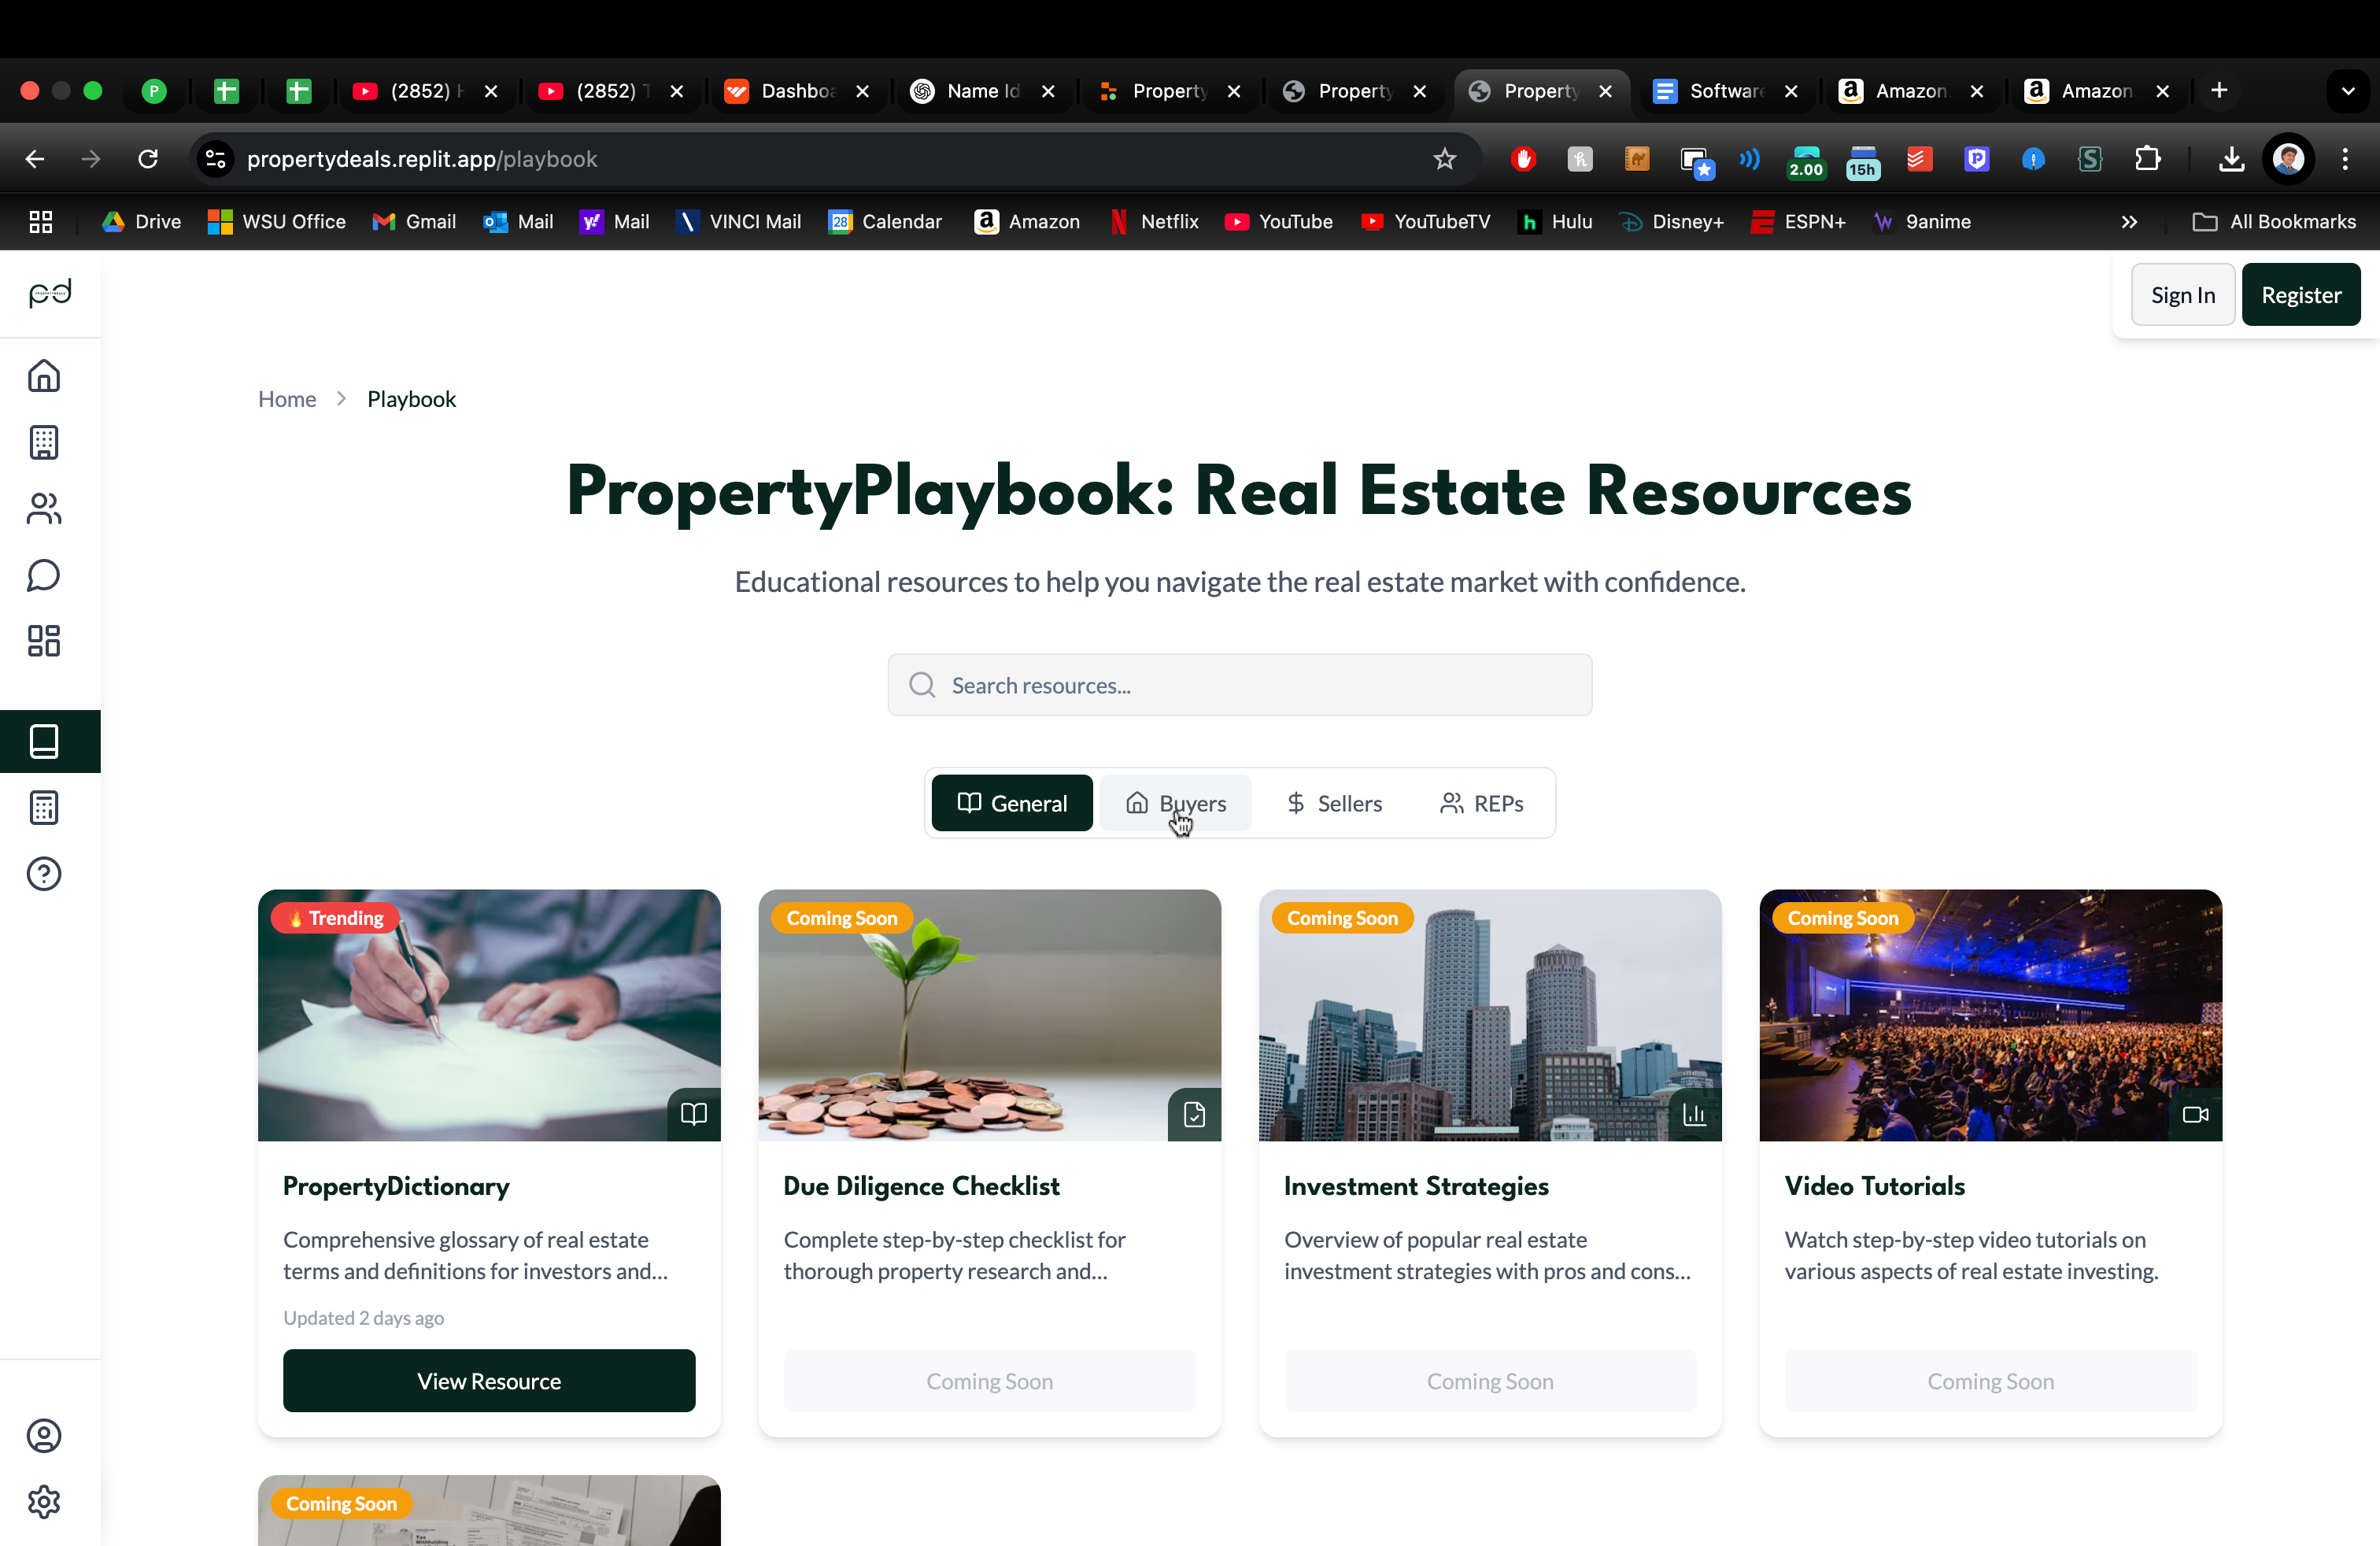 P
(2852) H
(2852) T
Dashboa
Name Id
Property
Property
Property
Software
Amazon
Amazon
propertydeals.replit.app/playbook
2.00
15h
Drive
WSU Office
Gmail
Mail
Mail
VINCI Mail
28
Calendar
Amazon
Netflix
YouTube
YouTubeTV
Hulu
Disney+
ESPN+
9anime
All Bookmarks
pd
Sign In
Register
Home
Playbook
PropertyPlaybook: Real Estate Resources
Educational resources to help you navigate the real estate market with confidence.
Search resources...
General
Buyers
Sellers
REPs
Trending
PropertyDictionary
Comprehensive glossary of real estate
terms and definitions for investors and...
Updated 2 days ago
View Resource
Coming Soon
Due Diligence Checklist
Complete step-by-step checklist for
thorough property research and...
Coming Soon
Coming Soon
Investment Strategies
Overview of popular real estate
investment strategies with pros and cons...
Coming Soon
Coming Soon
Video Tutorials
Watch step-by-step video tutorials on
various aspects of real estate investing.
Coming Soon
Coming Soon
Tax
Withholding